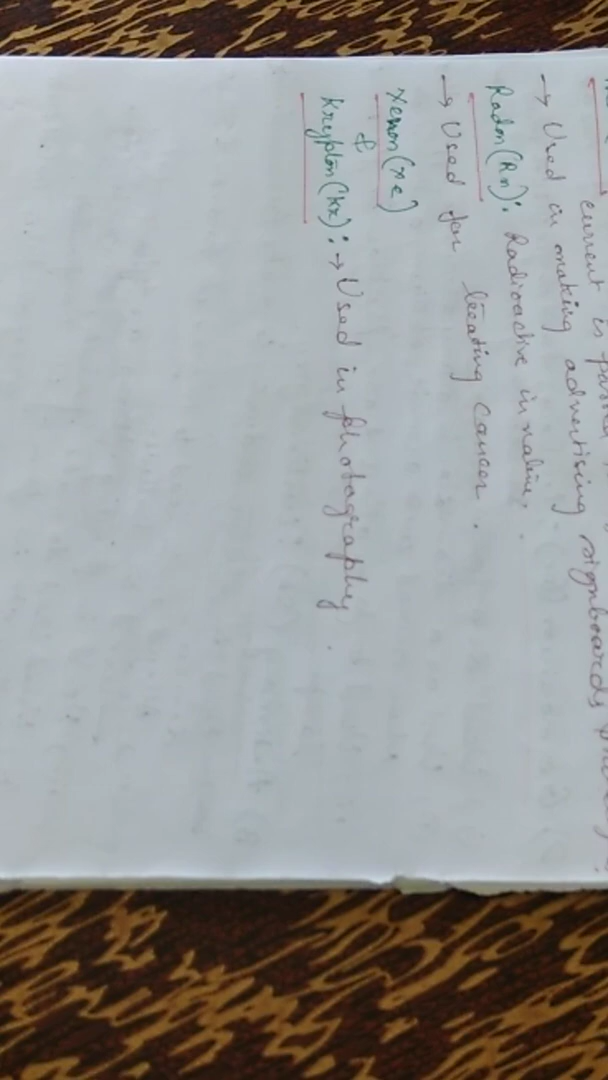 current is
→ Used in making advertising signboards
Radon (Rn): Radioactive in nature.
→ Used for treating cancer.
Xenon (Xe)
&
Krypton (Kr): → Used in photography.